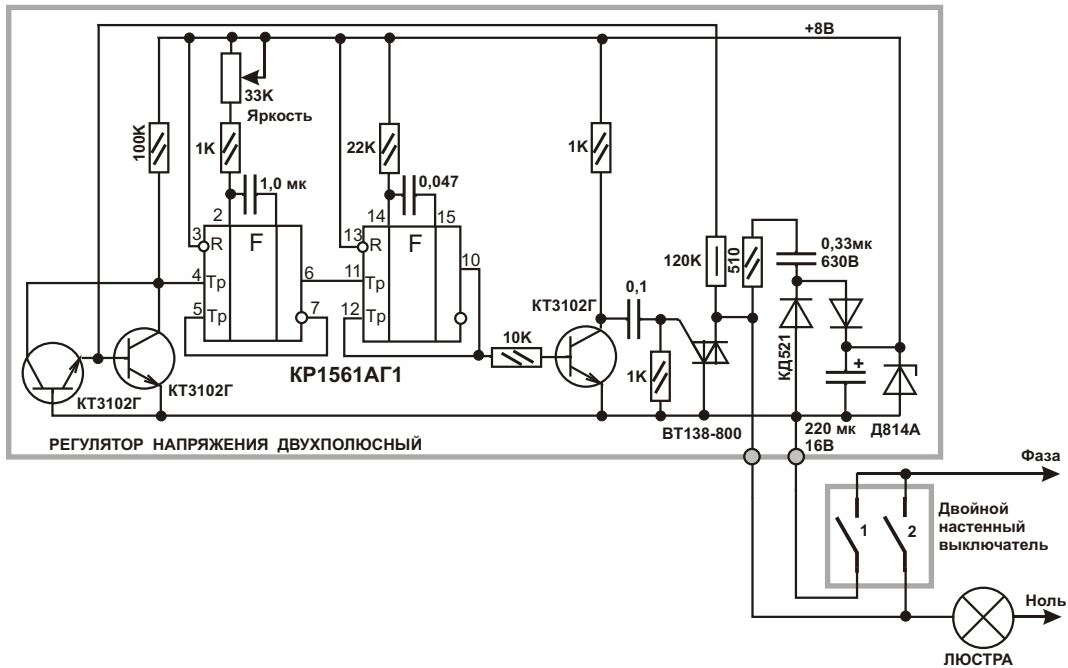 +8В
33К
Яркость
100К
1К
22К
1К
1,0 мк
0,047
2
14
15
3
R
F
13
R
F
4
Тр
6
11
Тр
10
5
Тр
7
12
Тр
120К
510
0,33мк
630В
КТ3102Г
0,1
10К
КД521
КР1561АГ1
1К
+
КТ3102Г
КТ3102Г
ВТ138-800
220 мк
16В
Д814А
РЕГУЛЯТОР НАПРЯЖЕНИЯ ДВУХПОЛЮСНЫЙ
Фаза
1
2
Двойной
настенный
выключатель
Ноль
ЛЮСТРА